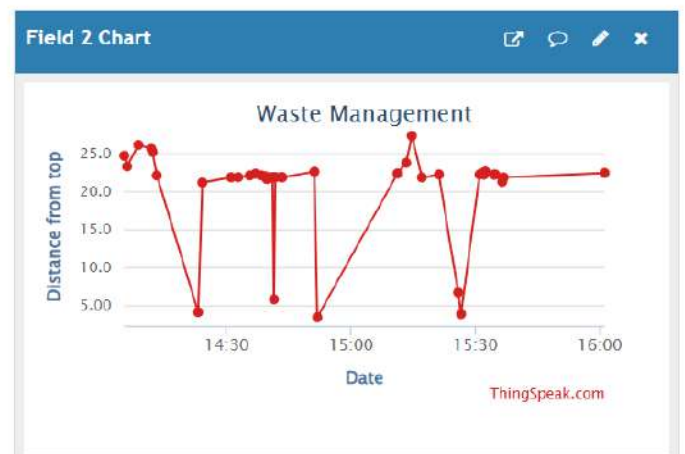 Field 2 Chart
Waste Management
Distance from top
25.0
20.0
15.0
10.0
5.00
14:30 15:00 15:30 16:00
Date
ThingSpeak.com